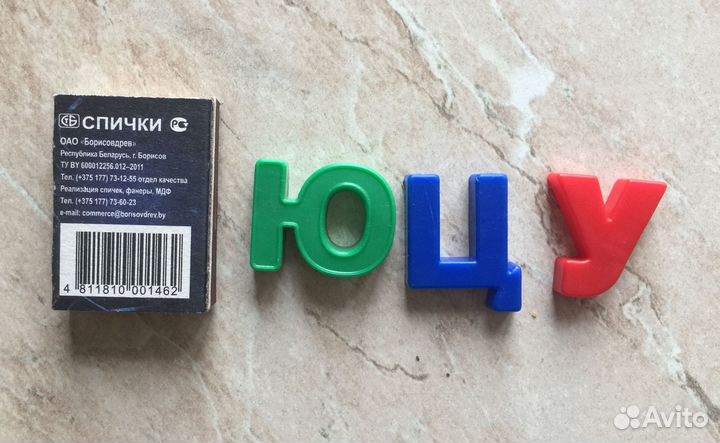 СТБ СПИЧКИ РС
ОАО «Борисовдрев»
Республика Беларусь, г. Борисов
ТУ BY 600012256.012–2011
Тел. (+375 177) 73-12-55 отдел качества
Реализация спичек, фанеры, МДФ
Тел. (+375 177) 73-60-23
e-mail: commerce@borisovdrev.by
4 811810 001462
ЮЦУ
Avito